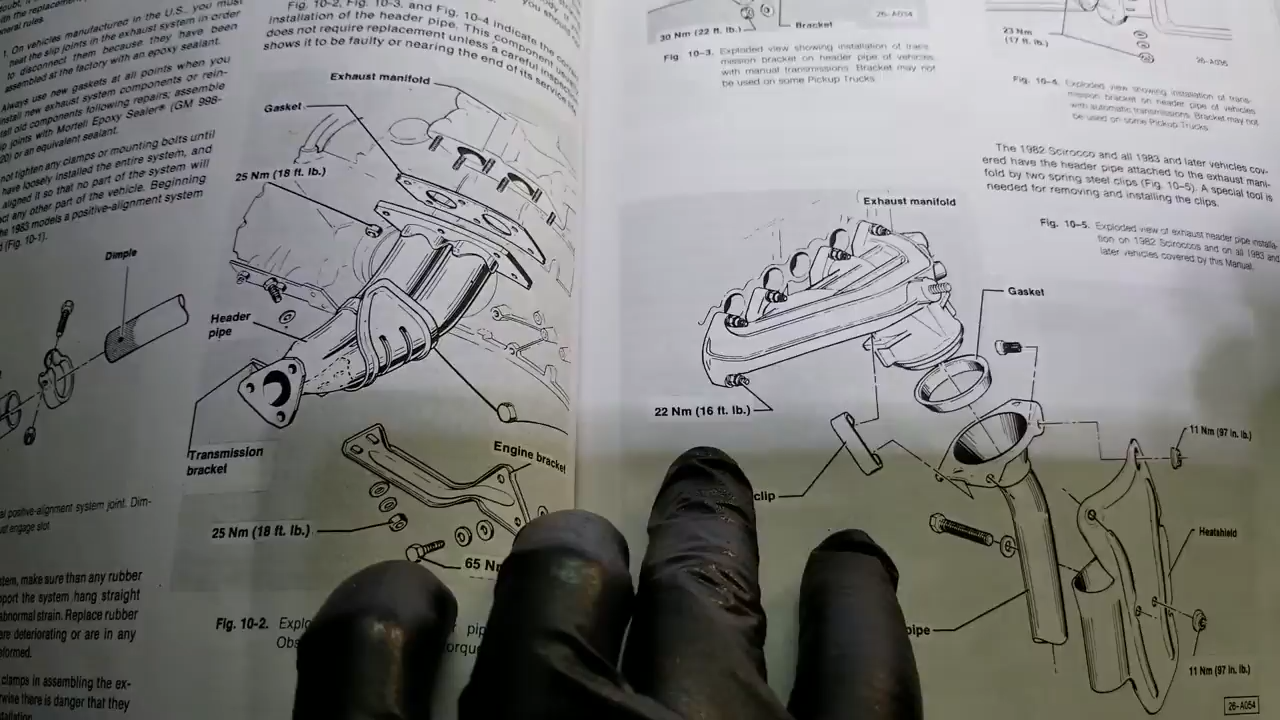 1. On vehicles manufactured in the U.S., you must
heat the slip joints in the exhaust system in order
to disconnect them because they have been
assembled at the factory with an epoxy sealant.
Always use new gaskets at all points when you
install new exhaust system components or rein-
old components following repairs; assemble
joints with Mortell Epoxy Sealer® (GM 998-
or an equivalent sealant.
not tighten any clamps or mounting bolts until
have loosely installed the entire system, and
aligned it so that no part of the system will
any other part of the vehicle. Beginning
1983 models a positive-alignment system
(Fig. 10-1).
Dimple
positive-alignment system joint. Dim-
engage slot
make sure than any rubber
the system hang straight
abnormal strain. Replace rubber
deteriorating or are in any
clamps in assembling the ex-
there is danger that they
Fig. 10-2, Fig. 10-3, and Fig. 10-4 indicate the
installation of the header pipe. This component
does not require replacement unless a careful
shows it to be faulty or nearing the end of its service
Exhaust manifold
Gasket
25 Nm (18 ft. lb.)
Header
pipe
Transmission
bracket
Engine bracket
25 Nm (18 ft. lb.)
65
Fig. 10-2.
30 Nm (22 ft. lb.)
Bracket
26-A054
Fig. 10-3. Exploded view showing installation of trans-
mission bracket on header pipe of vehicles
with manual transmissions. Bracket may not
be used on some Pickup Trucks.
23 Nm
(17 ft. lb.)
Fig. 10-4. Exploded view showing installation of trans-
mission bracket on header pipe of vehicles
with automatic transmissions. Bracket may not
be used on some Pickup Trucks.
The 1982 Scirocco and all 1983 and later vehicles cov-
ered have the header pipe attached to the exhaust mani-
fold by two spring steel clips (Fig. 10-5). A special tool is
needed for removing and installing the clips.
Fig. 10-5. Exploded view of exhaust header pipe installa-
tion on 1982 Sciroccos and on all 1983 and
later vehicles covered by this Manual.
Exhaust manifold
Gasket
22 Nm (16 ft. lb.)
11 Nm (97 in. lb.)
clip
Heatshield
pipe
11 Nm (97 in. lb.)
26-A054